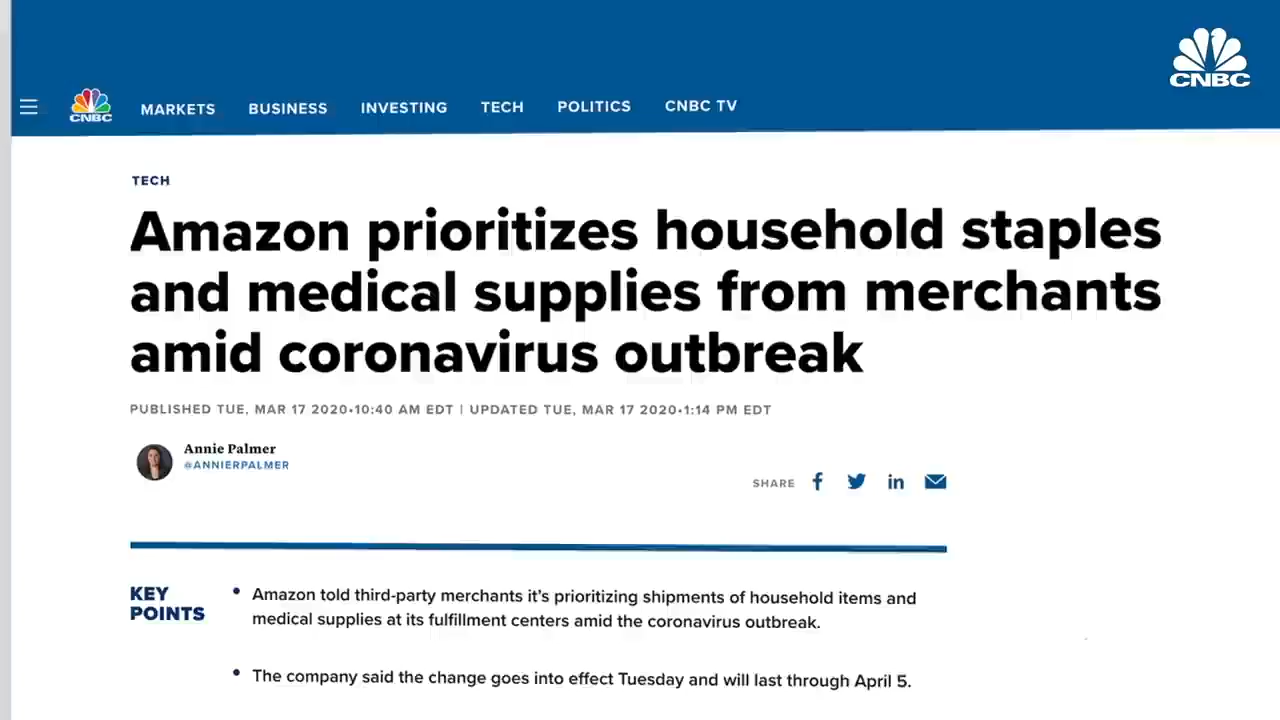 CNBC
CNBC MARKETS BUSINESS INVESTING TECH POLITICS CNBC TV
TECH
Amazon prioritizes household staples
and medical supplies from merchants
amid coronavirus outbreak
PUBLISHED TUE, MAR 17 2020•10:40 AM EDT | UPDATED TUE, MAR 17 2020•1:14 PM EDT
Annie Palmer
@ANNIERPALMER
SHARE
KEY
POINTS
• Amazon told third-party merchants it’s prioritizing shipments of household items and
medical supplies at its fulfillment centers amid the coronavirus outbreak.
• The company said the change goes into effect Tuesday and will last through April 5.